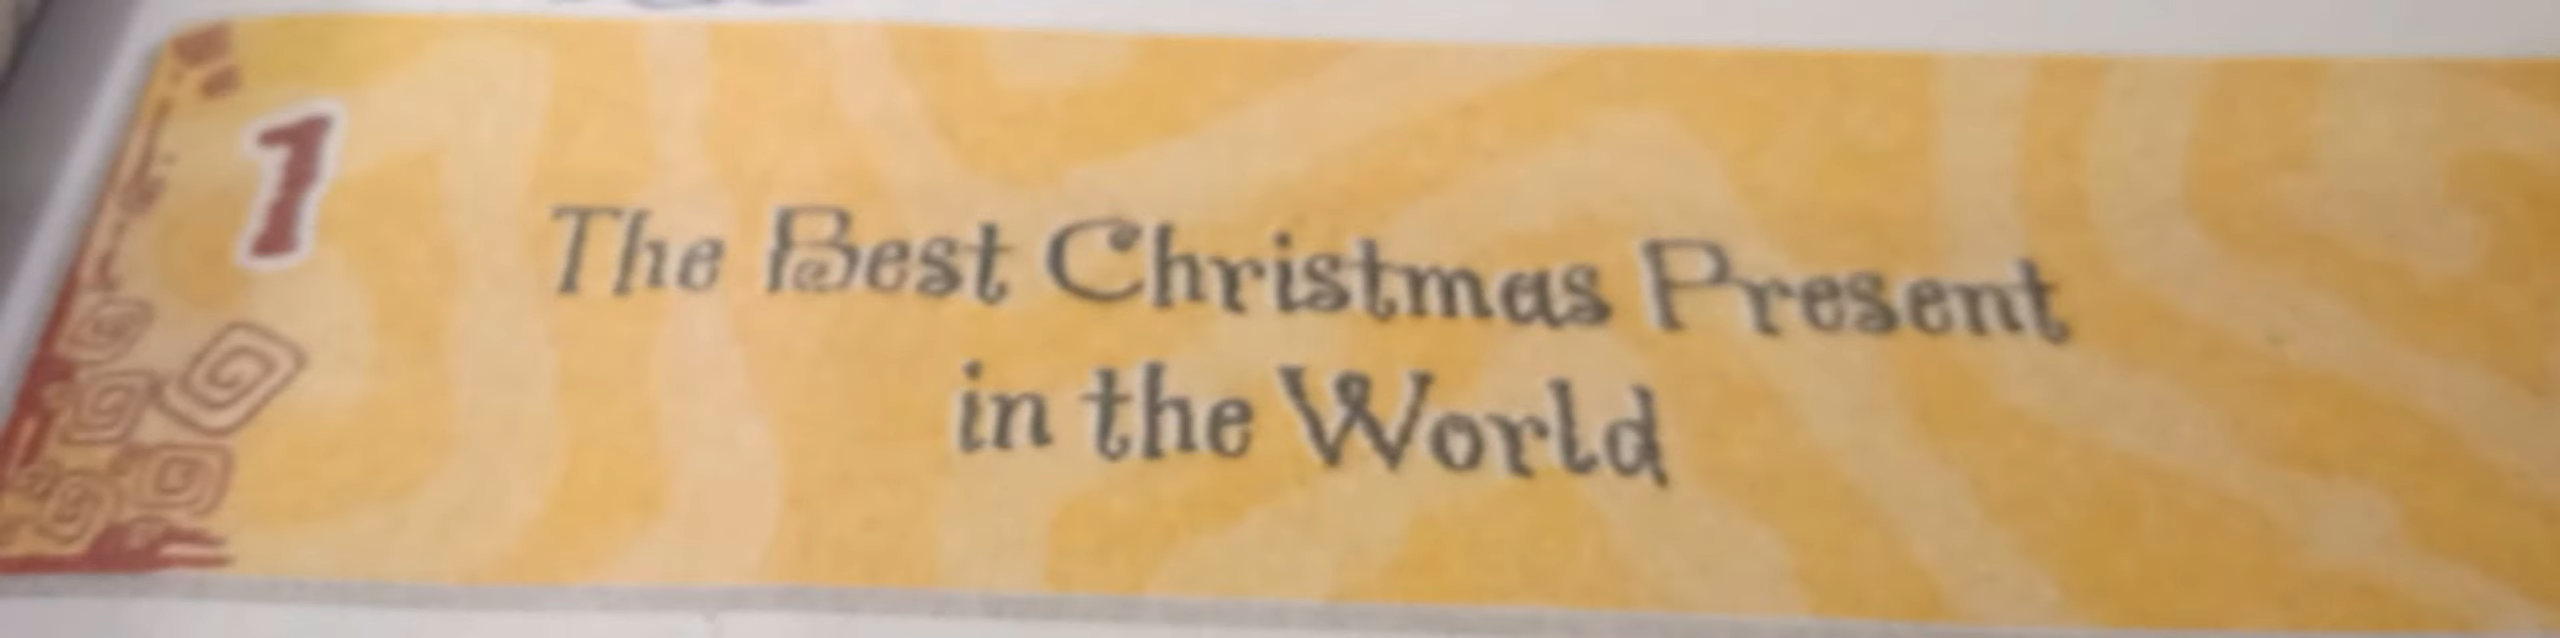 1
The Best Christmas Present
in the World